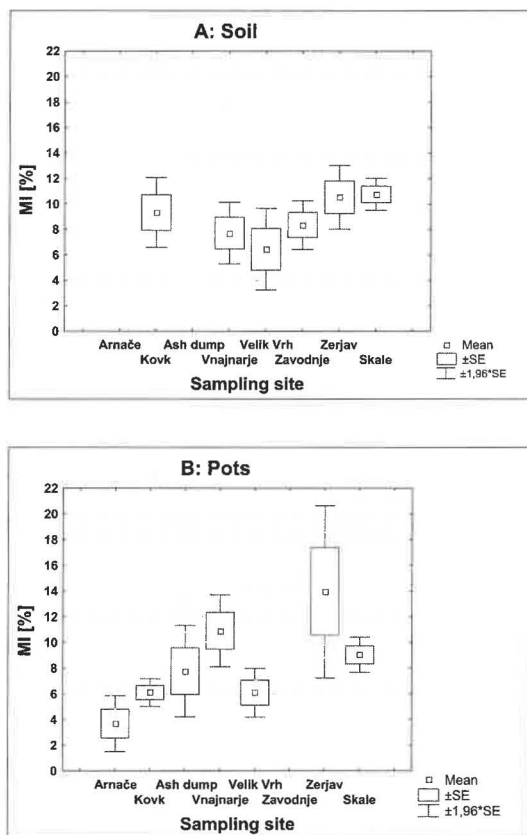 A: Soil
22
20
18
16
14
12
10
8
6
4
2
0
MI [%]
Arnače Ash dump Velik Vrh Zerjav
Kovk Vnajnarje Zavodnje Skale
Sampling site
Mean
±SE
±1,96*SE
B: Pots
22
20
18
16
14
12
10
8
6
4
2
0
MI [%]
Arnače Ash dump Velik Vrh Zerjav
Kovk Vnajnarje Zavodnje Skale
Sampling site
Mean
±SE
±1,96*SE